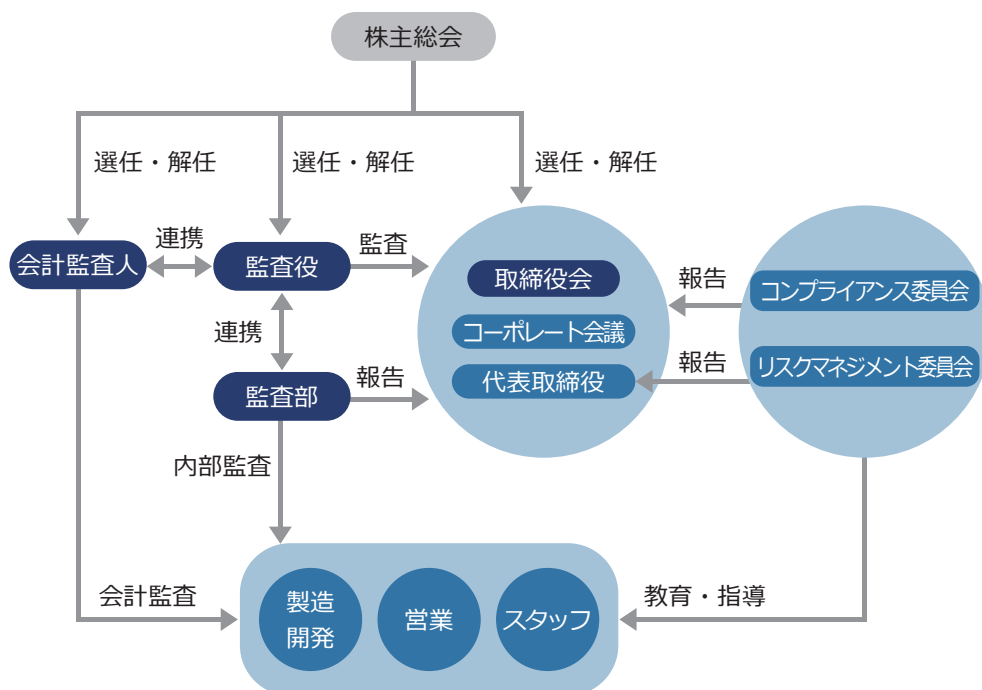 株主総会
選任・解任
選任・解任
選任・解任
会計監査人
連携
監査役
監査
取締役会
コーポレート会議
代表取締役
報告
コンプライアンス委員会
報告
リスクマネジメント委員会
連携
監査部
報告
内部監査
会計監査
製造
開発
営業
スタッフ
教育・指導